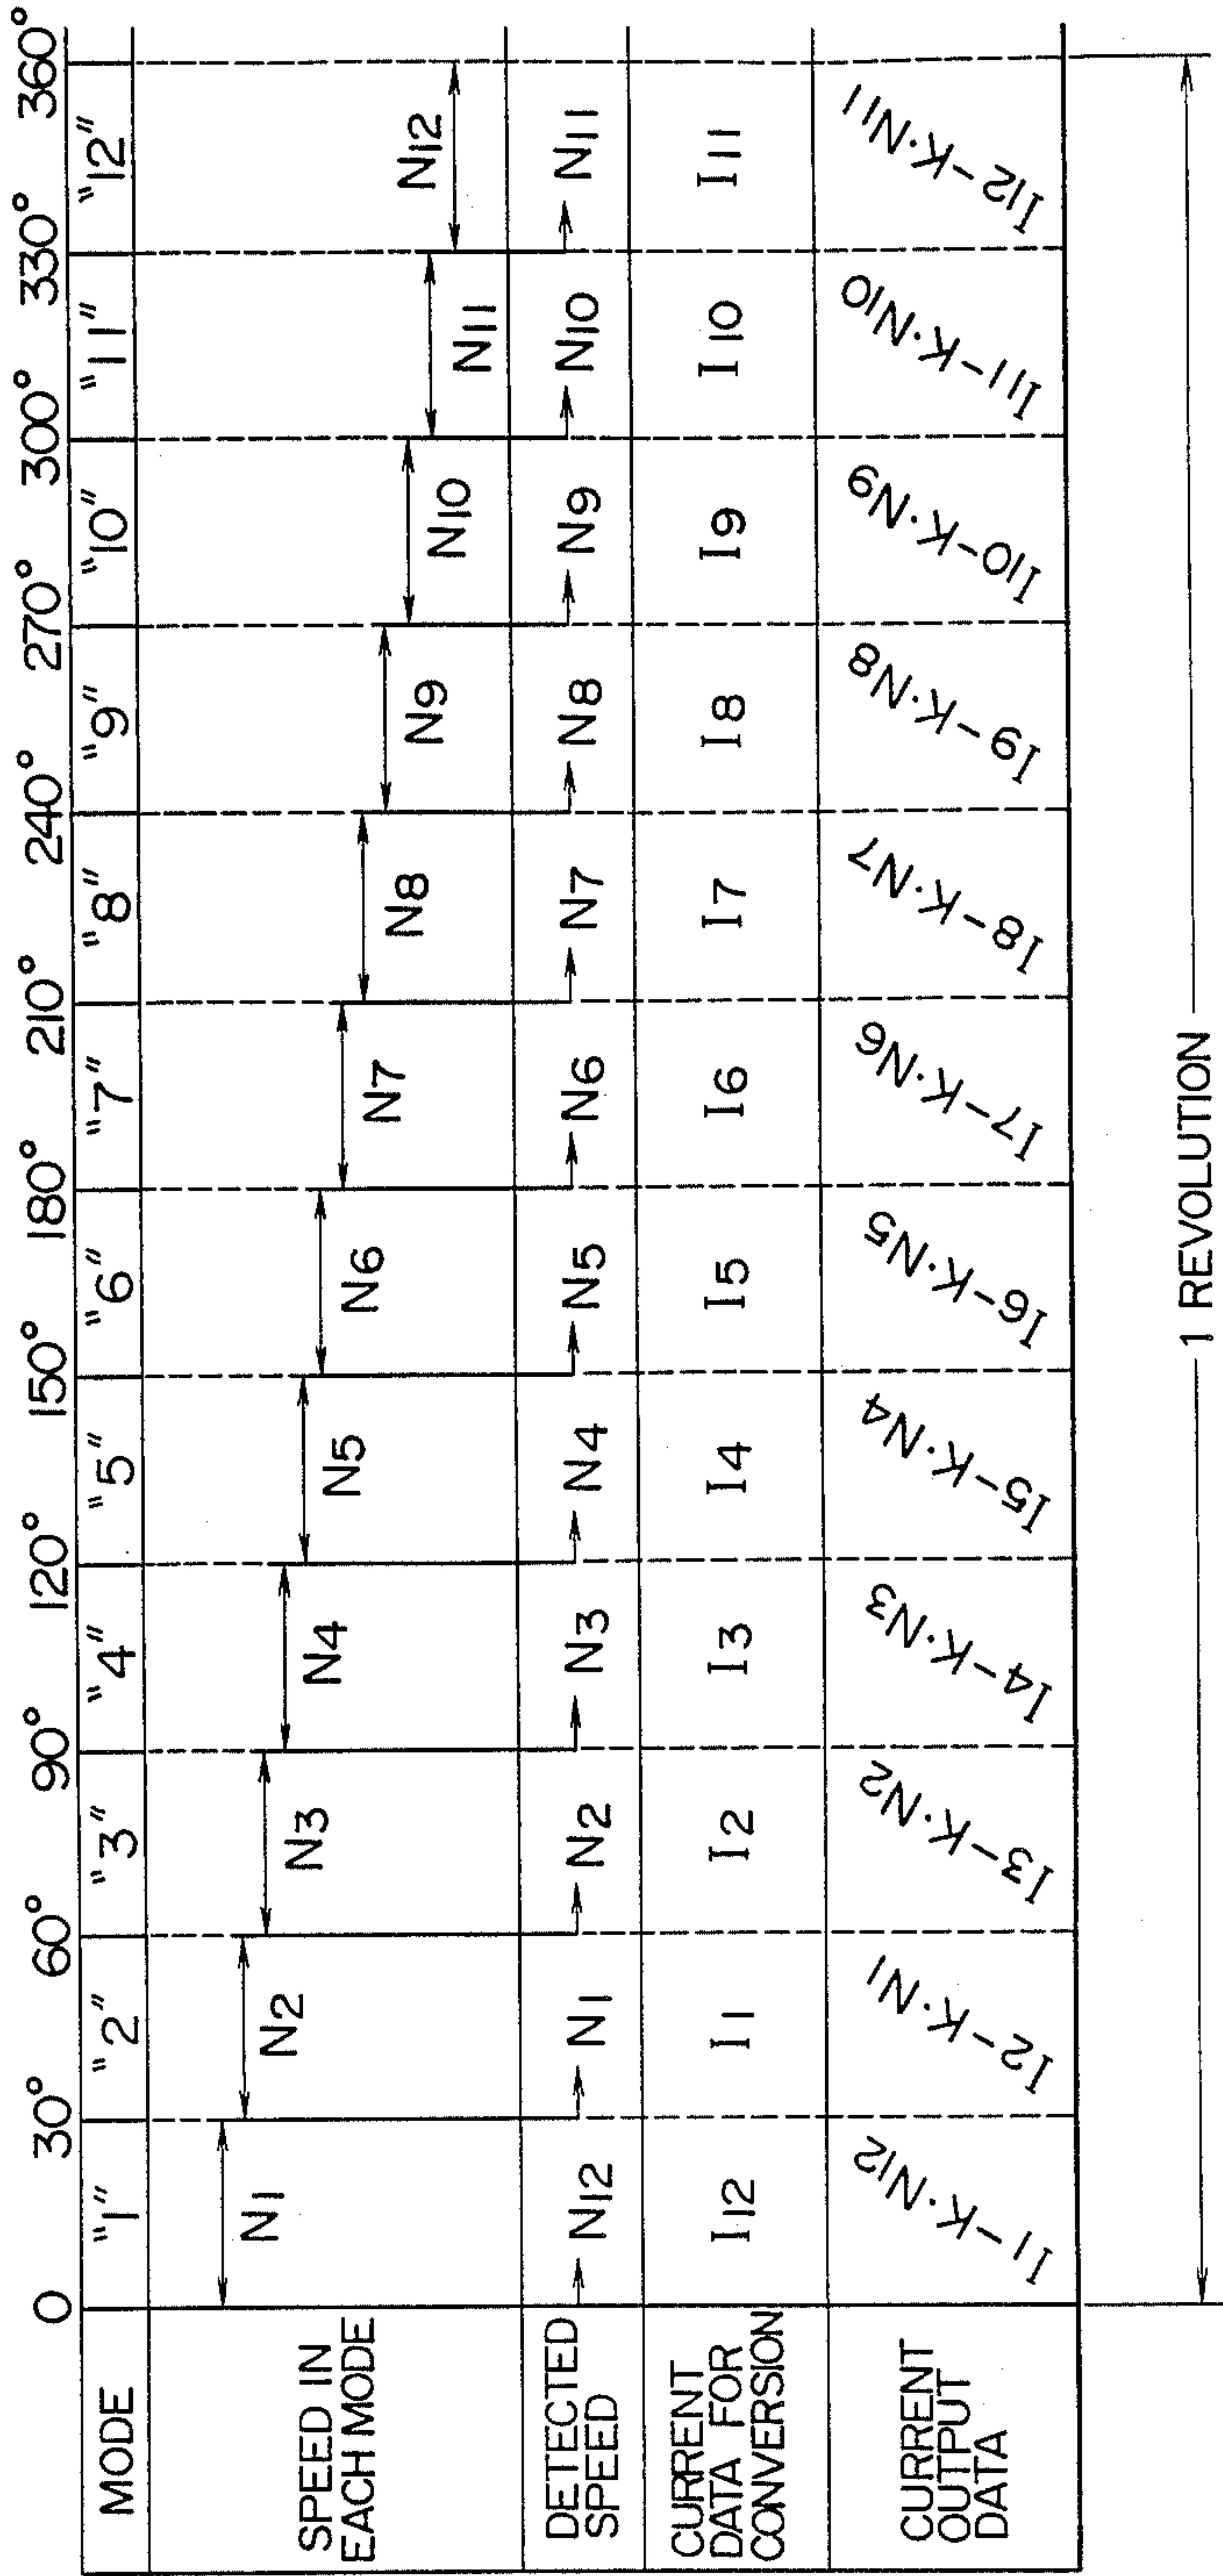 0 30° 60° 90° 120° 150° 180° 210° 240° 270° 300° 330° 360°
MODE "1" "2" "3" "4" "5" "6" "7" "8" "9" "10" "11" "12"
SPEED IN
EACH MODE
N1 N2 N3 N4 N5 N6 N7 N8 N9 N10 N11 N12
DETECTED
SPEED
N12 N1 N2 N3 N4 N5 N6 N7 N8 N9 N10 N11
CURRENT
DATA FOR
CONVERSION
I12 I1 I2 I3 I4 I5 I6 I7 I8 I9 I10 I11
CURRENT
OUTPUT
DATA
I1-K·N12 I2-K·N1 I3-K·N2 I4-K·N3 I5-K·N4 I6-K·N5 I7-K·N6 I8-K·N7 I9-K·N8 I10-K·N9 I11-K·N10 I12-K·N11
1 REVOLUTION